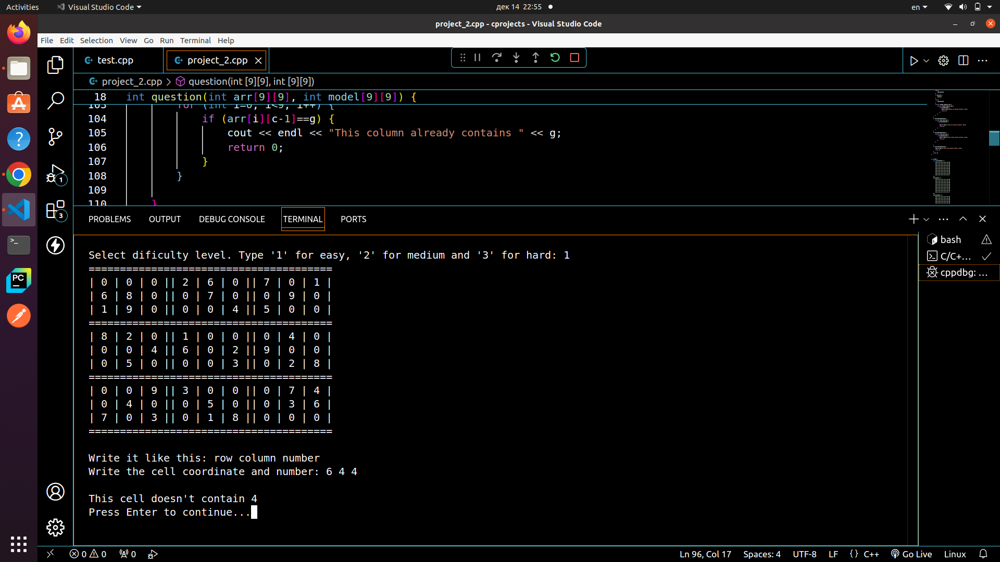 Activities Visual Studio Code дек 14 22:55 en
project_2.cpp - cprojects - Visual Studio Code
File Edit Selection View Go Run Terminal Help
test.cpp project_2.cpp
project_2.cpp > question(int [9][9], int [9][9])
18 int question(int arr[9][9], int model[9][9]) {
103 for (int i=0; i<9; i++) {
104 if (arr[i][c-1]==g) {
105 cout << endl << "This column already contains " << g;
106 return 0;
107 }
108 }
109
110 }
1
3
PROBLEMS OUTPUT DEBUG CONSOLE TERMINAL PORTS
bash
C/C+...
cppdbg: ...
Select dificulty level. Type '1' for easy, '2' for medium and '3' for hard: 1
=======================================
| 0 | 0 | 0 || 2 | 6 | 0 || 7 | 0 | 1 |
| 6 | 8 | 0 || 0 | 7 | 0 || 0 | 9 | 0 |
| 1 | 9 | 0 || 0 | 0 | 4 || 5 | 0 | 0 |
=======================================
| 8 | 2 | 0 || 1 | 0 | 0 || 0 | 4 | 0 |
| 0 | 0 | 4 || 6 | 0 | 2 || 9 | 0 | 0 |
| 0 | 5 | 0 || 0 | 0 | 3 || 0 | 2 | 8 |
=======================================
| 0 | 0 | 9 || 3 | 0 | 0 || 0 | 7 | 4 |
| 0 | 4 | 0 || 0 | 5 | 0 || 0 | 3 | 6 |
| 7 | 0 | 3 || 0 | 1 | 8 || 0 | 0 | 0 |
=======================================
Write it like this: row column number
Write the cell coordinate and number: 6 4 4
This cell doesn't contain 4
Press Enter to continue...
PC
0 0 0 Ln 96, Col 17 Spaces: 4 UTF-8 LF {} C++ Go Live Linux